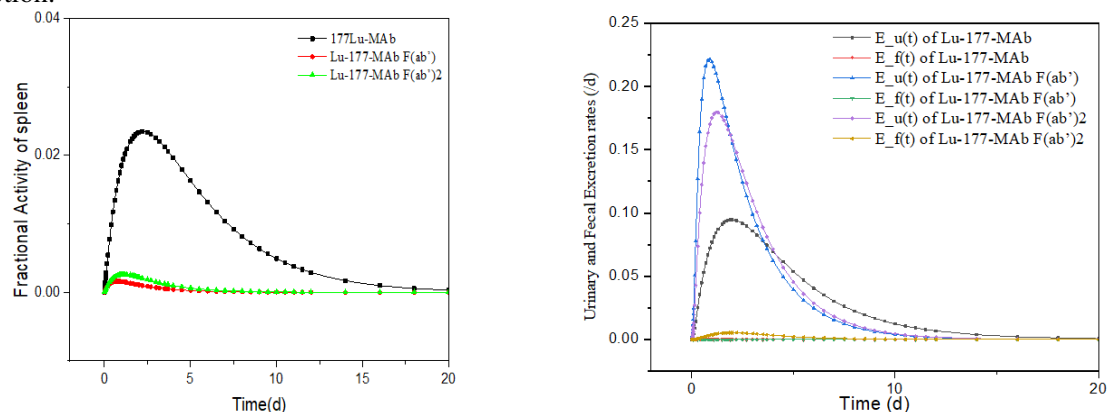 0.04
177Lu-MAb
Lu-177-MAb F(ab')
Lu-177-MAb F(ab')2
0.02
0.00
Fractional Activity of spleen
0 5 10 15 20
Time(d)
0.25
E_u(t) of Lu-177-MAb
E_f(t) of Lu-177-MAb
E_u(t) of Lu-177-MAb F(ab')
E_f(t) of Lu-177-MAb F(ab')
E_u(t) of Lu-177-MAb F(ab')2
E_f(t) of Lu-177-MAb F(ab')2
0.20
0.15
0.10
0.05
0.00
Urinary and Fecal Excretion rates (/d)
0 10 20
Time (d)